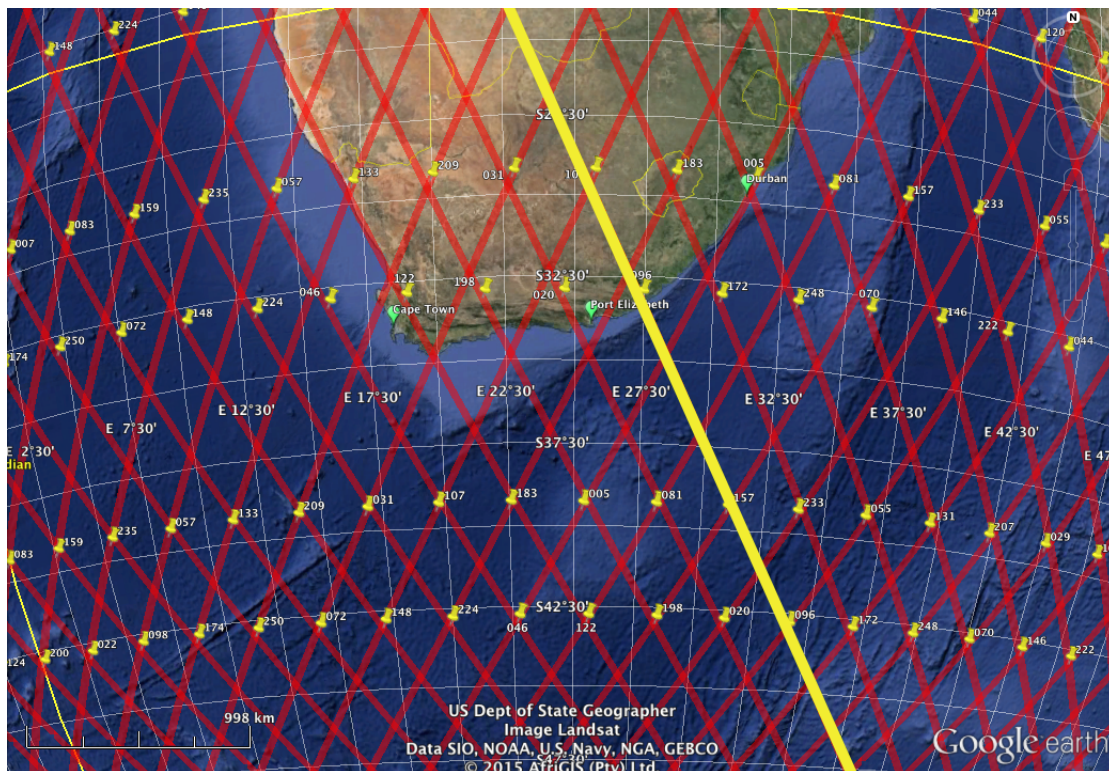 224
148
044
N
120
S27°30'
133
209
031
183
005
Durban
081
157
233
055
057
235
159
083
007
S32°30'
122
198
020
096
172
248
070
146
222
044
046
224
148
072
250
174
Cape Town
Port Elizabeth
E 2°30'
dian
E 7°30'
E 12°30'
E 17°30'
E 22°30'
E 27°30'
E 32°30'
E 37°30'
E 42°30'
E 47
S37°30'
083
159
235
057
133
209
031
107
183
005
081
157
233
055
131
207
029
S42°30'
124
200
022
098
174
250
072
148
224
046
122
198
020
096
172
248
070
146
222
998 km
US Dept of State Geographer
Image Landsat
Data SIO, NOAA, U.S. Navy, NGA, GEBCO
S47°30'
© 2015 AfriGIS (Pty) Ltd.
Google earth